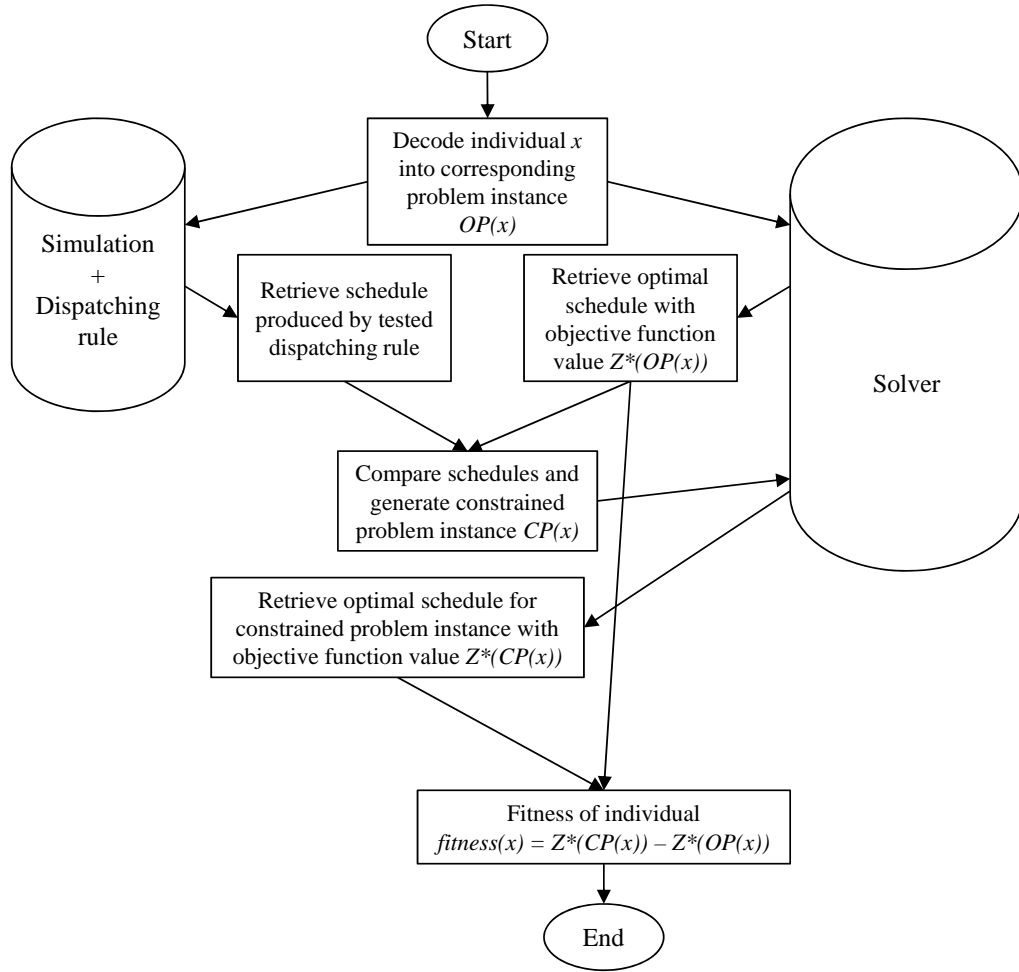 Start
Decode individual x
into corresponding
problem instance
OP(x)
Simulation
+
Dispatching
rule
Retrieve schedule
produced by tested
dispatching rule
Retrieve optimal
schedule with
objective function
value Z*(OP(x))
Solver
Compare schedules and
generate constrained
problem instance CP(x)
Retrieve optimal schedule for
constrained problem instance with
objective function value Z*(CP(x))
Fitness of individual
fitness(x) = Z*(CP(x)) – Z*(OP(x))
End